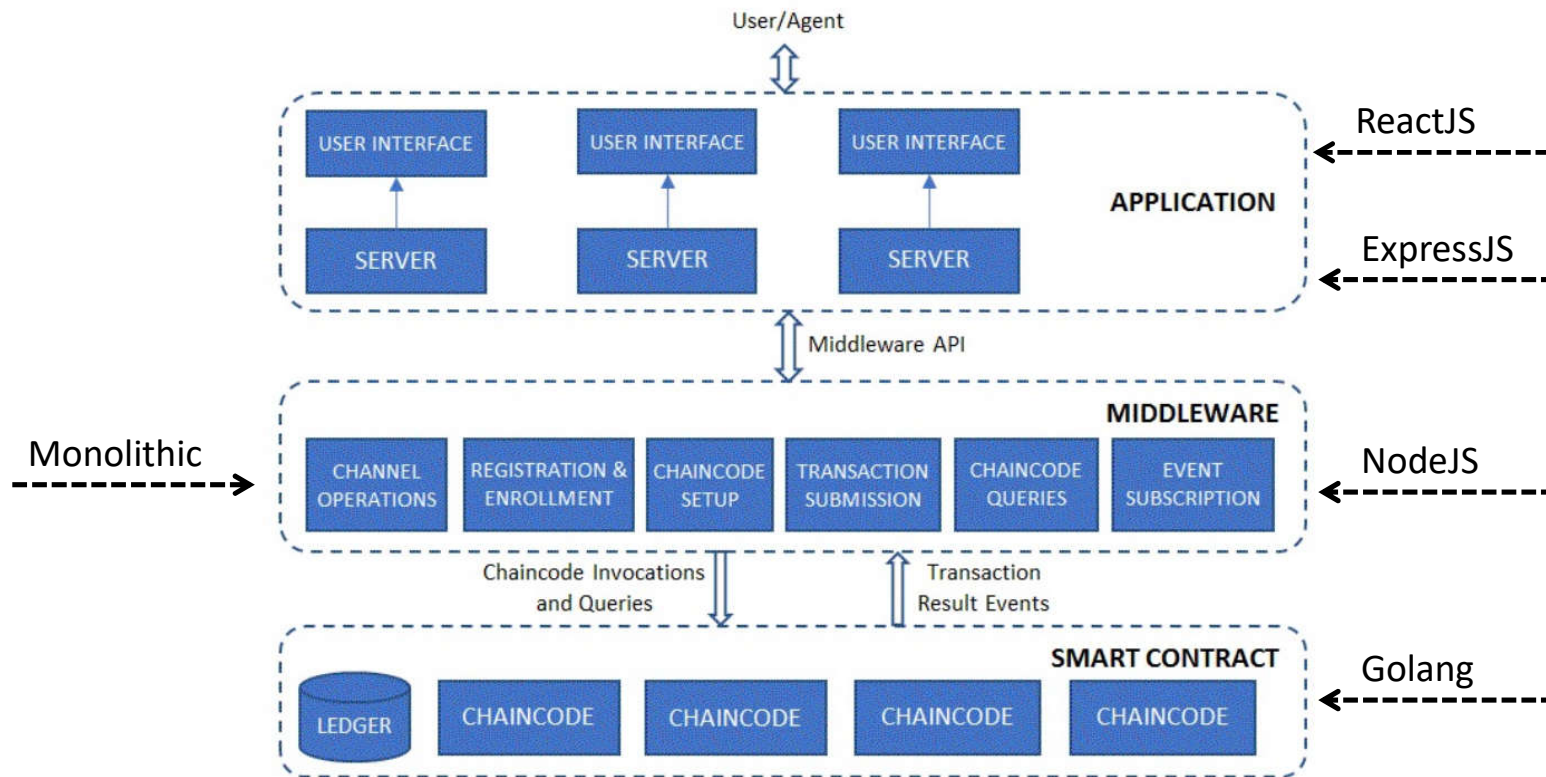 User/Agent
USER INTERFACE
USER INTERFACE
USER INTERFACE
ReactJS
APPLICATION
SERVER
SERVER
SERVER
ExpressJS
Middleware API
MIDDLEWARE
Monolithic
CHANNEL
OPERATIONS
REGISTRATION &
ENROLLMENT
CHAINCODE
SETUP
TRANSACTION
SUBMISSION
CHAINCODE
QUERIES
EVENT
SUBSCRIPTION
NodeJS
Chaincode Invocations
and Queries
Transaction
Result Events
SMART CONTRACT
Golang
LEDGER
CHAINCODE
CHAINCODE
CHAINCODE
CHAINCODE